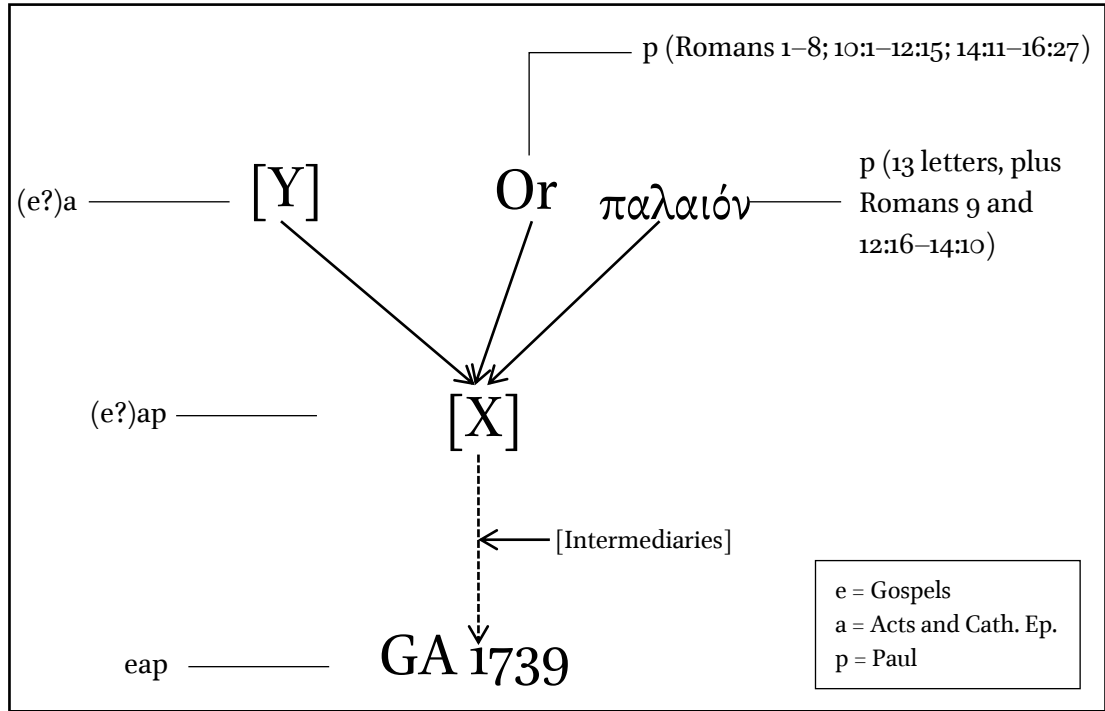 p (Romans 1–8; 10:1–12:15; 14:11–16:27)
(e?)a
[Y]
Or
παλαιόν
p (13 letters, plus
Romans 9 and
12:16–14:10)
(e?)ap
[X]
[Intermediaries]
eap
GA 1739
e = Gospels
a = Acts and Cath. Ep.
p = Paul